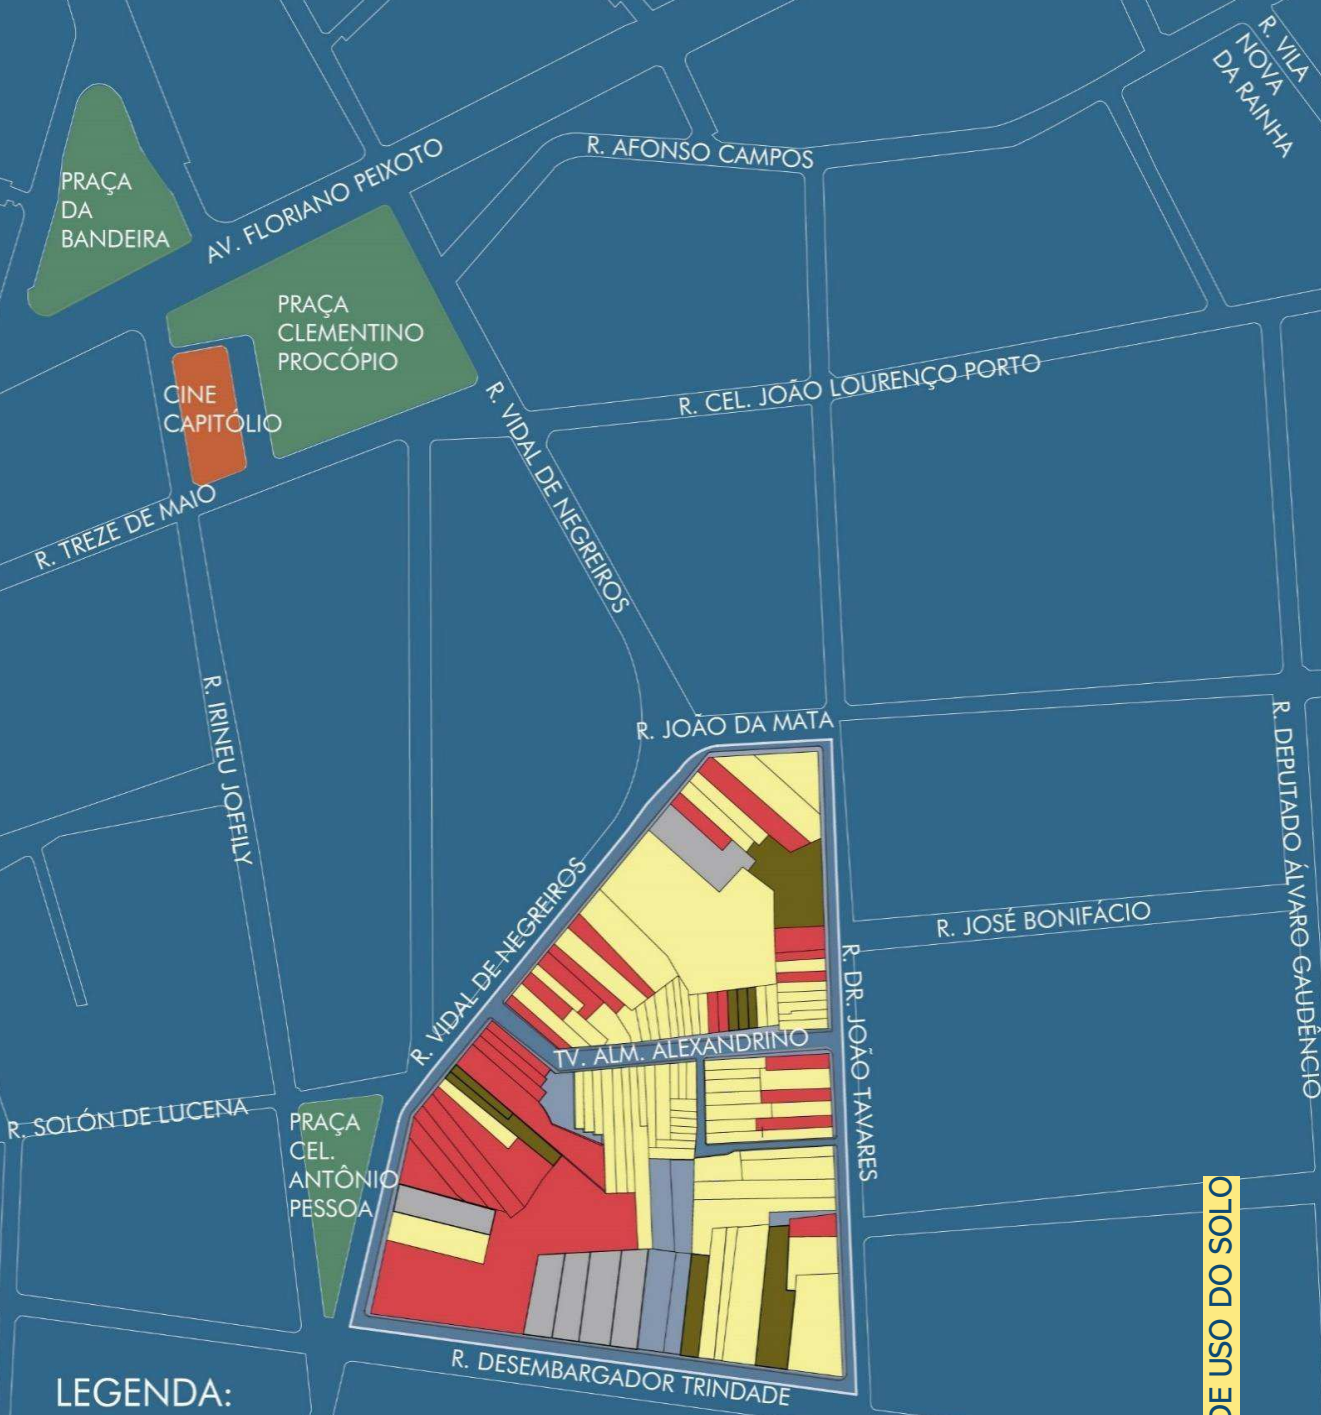 R. VILA
NOVA
DA RAINHA
R. AFONSO CAMPOS
AV. FLORIANO PEIXOTO
PRAÇA
DA
BANDEIRA
PRAÇA
CLEMENTINO
PROCÓPIO
CINE
CAPITÓLIO
R. CEL. JOÃO LOURENÇO PORTO
R. VIDAL DE NEGREIROS
R. TREZE DE MAIO
R. IRINEU JOFFILY
R. JOÃO DA MATA
R. DEPUTADO ÁLVARO GAUDÊNCIO
R. VIDAL DE NEGREIROS
R. JOSÉ BONIFÁCIO
R. DR. JOÃO TAVARES
TV. ALM. ALEXANDRINO
R. SOLÓN DE LUCENA
PRAÇA
CEL.
ANTÔNIO
PESSOA
DE USO DO SOLO
R. DESEMBARGADOR TRINDADE
LEGENDA: